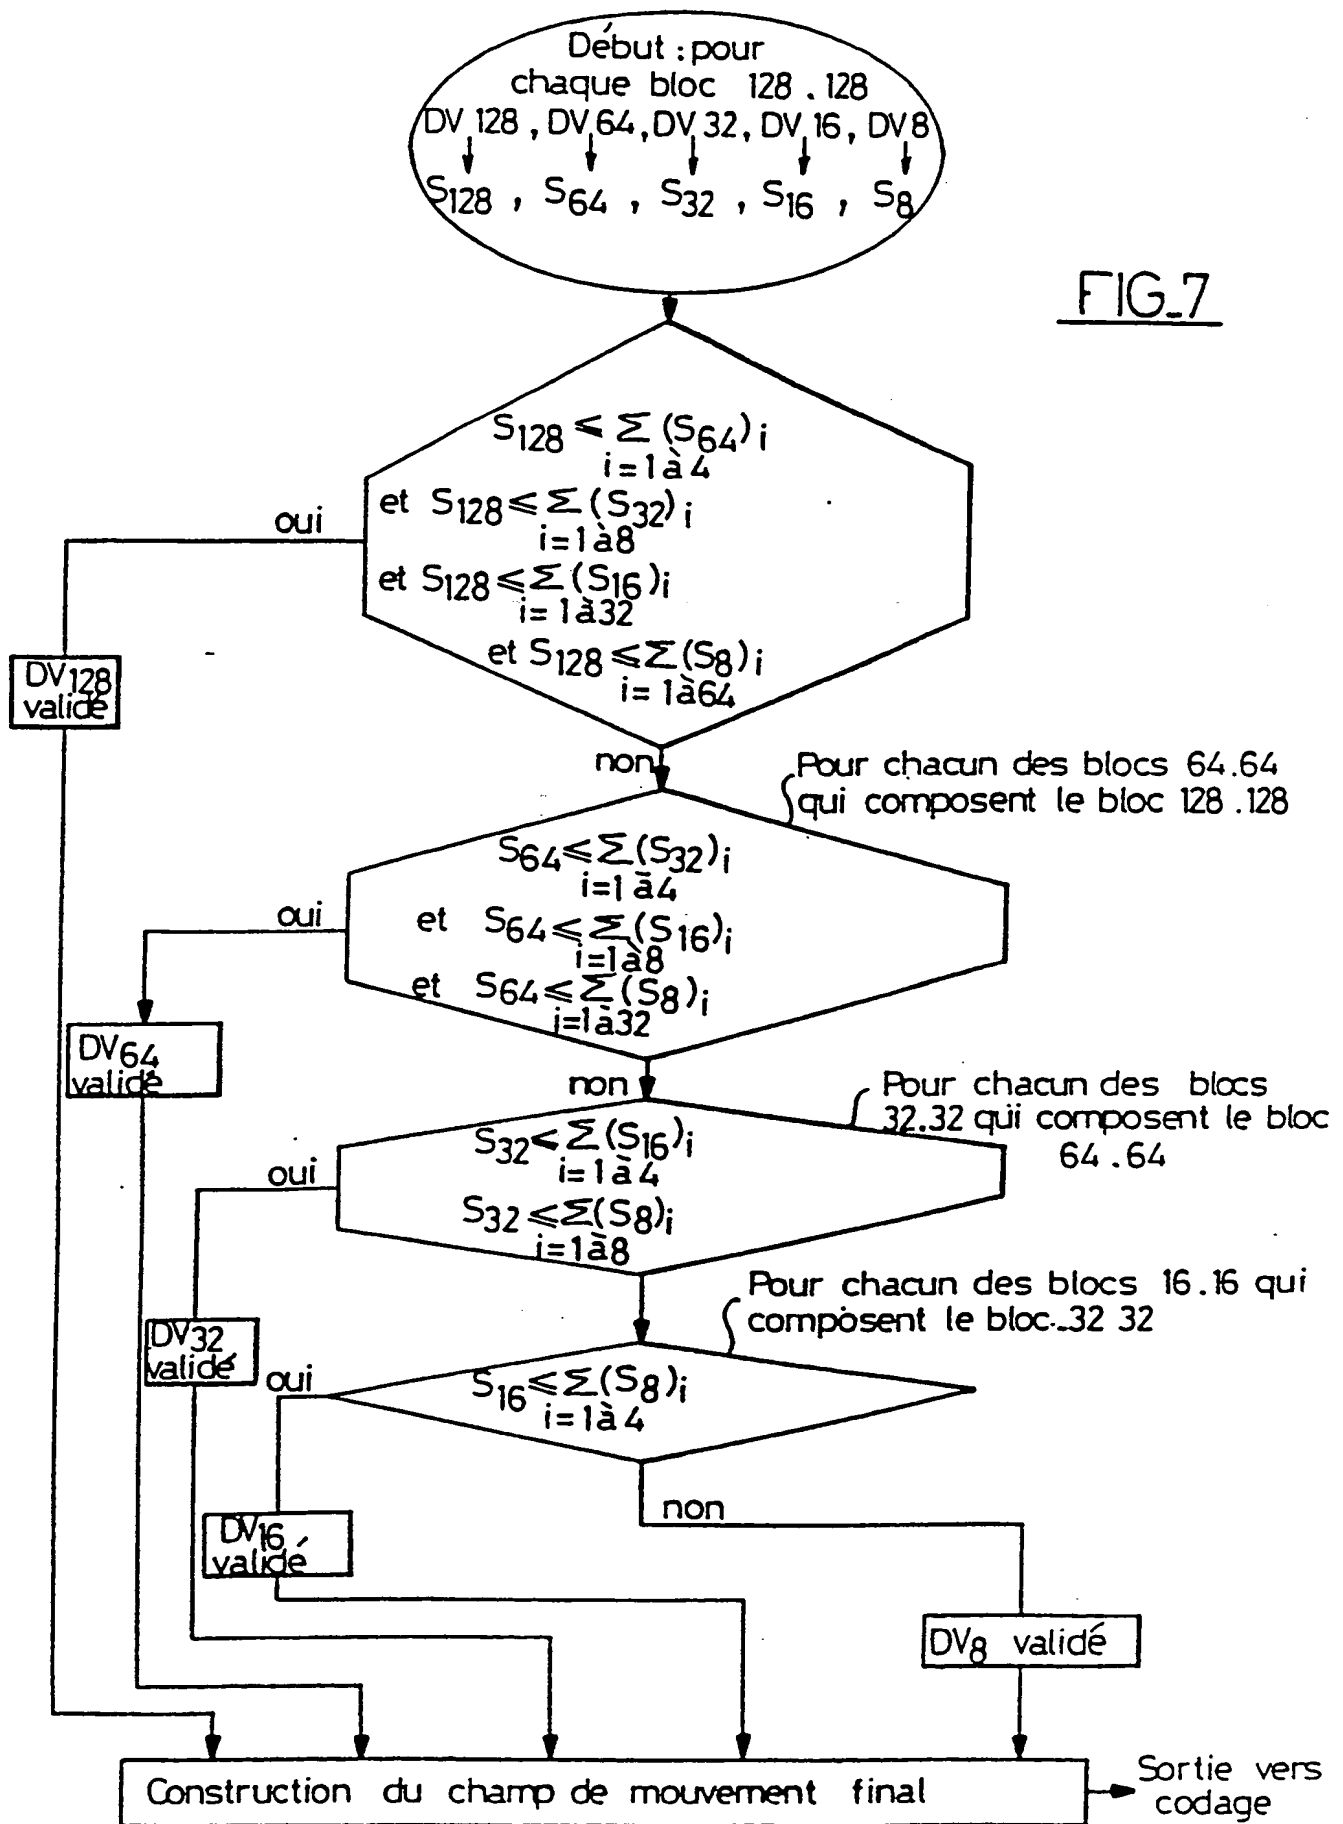 Début : pour
chaque bloc 128 . 128
DV 128 , DV 64 , DV 32 , DV 16 , DV 8
S128 , S64 , S32 , S16 , S8
FIG_7
S128 ⩽ Σ (S64) i
i = 1 à 4
et S128 ⩽ Σ (S32) i
i = 1 à 8
oui
et S128 ⩽ Σ (S16) i
i = 1 à 32
et S128 ⩽ Σ (S8) i
i = 1 à 64
DV128
validé
non
Pour chacun des blocs 64.64
qui composent le bloc 128 .128
S64 ⩽ Σ (S32) i
i = 1 à 4
oui
et S64 ⩽ Σ (S16) i
i = 1 à 8
et S64 ⩽ Σ (S8) i
i = 1 à 32
DV64
validé
non
Pour chacun des blocs
32.32 qui composent le bloc
64 .64
S32 ⩽ Σ (S16) i
i = 1 à 4
oui
S32 ⩽ Σ (S8) i
i = 1 à 8
Pour chacun des blocs 16.16 qui
composent le bloc 32 32
DV32
validé
oui
S16 ⩽ Σ (S8) i
i = 1 à 4
non
DV16
validé
DV8 validé
Construction du champ de mouvement final
Sortie vers
codage